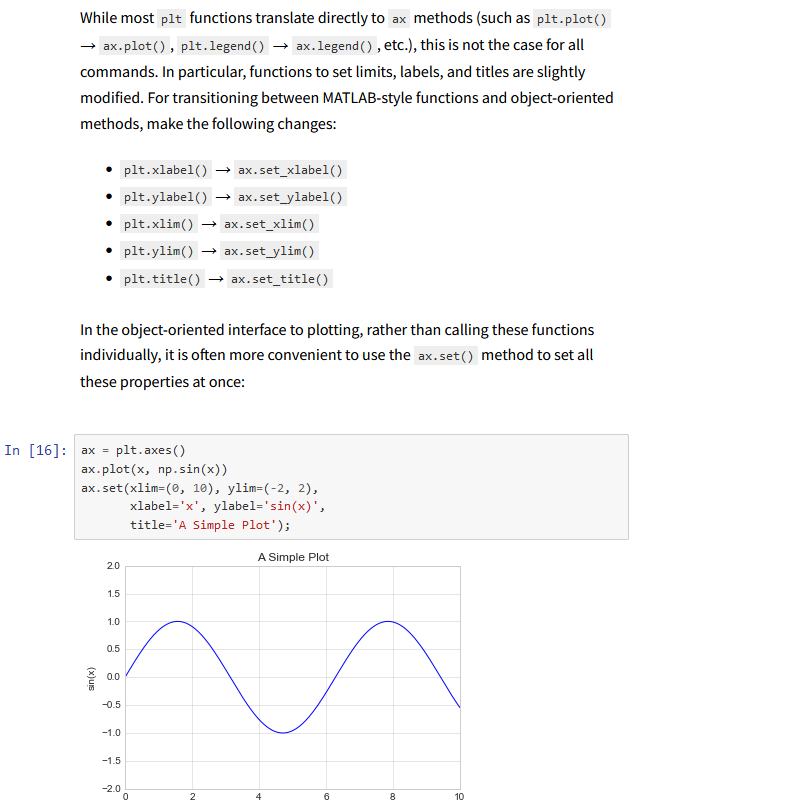 While most plt functions translate directly to ax methods (such as plt.plot()
→ ax.plot(), plt.legend() → ax.legend(), etc.), this is not the case for all
commands. In particular, functions to set limits, labels, and titles are slightly
modified. For transitioning between MATLAB-style functions and object-oriented
methods, make the following changes:
• plt.xlabel() → ax.set_xlabel()
• plt.ylabel() → ax.set_ylabel()
• plt.xlim() → ax.set_xlim()
• plt.ylim() → ax.set_ylim()
• plt.title() → ax.set_title()
In the object-oriented interface to plotting, rather than calling these functions
individually, it is often more convenient to use the ax.set() method to set all
these properties at once:
In [16]: ax = plt.axes()
ax.plot(x, np.sin(x))
ax.set(xlim=(0, 10), ylim=(-2, 2),
xlabel='x', ylabel='sin(x)',
title='A Simple Plot');
A Simple Plot
2.0
1.5
1.0
0.5
0.0
−0.5
−1.0
−1.5
−2.0
sin(x)
0 2 4 6 8 10